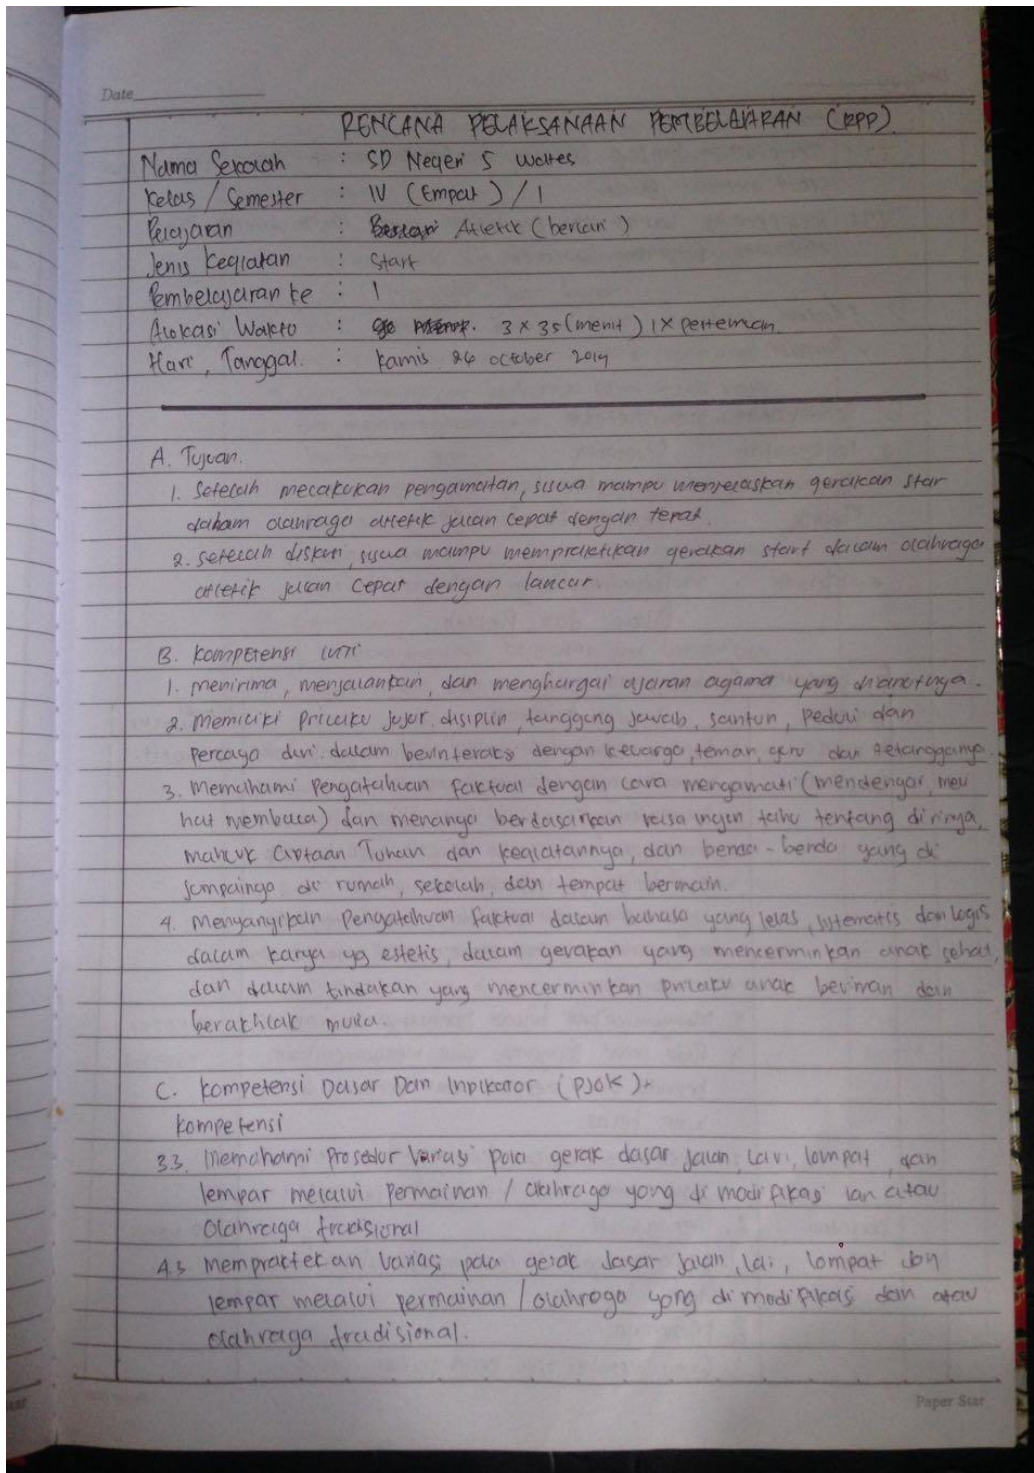 Date
RENCANA PELAKSANAAN PEMBELAJARAN (RPP).
Nama Sekolah : SD Negeri 5 Wates
Kelas / Semester : IV (Empat) / 1
Pelajaran : Atletik (berlari)
Jenis Kegiatan : Start
Pembelajaran ke : 1
Alokasi Waktu : 3 x 35 (menit) 1x pertemuan
Hari, Tanggal. : Kamis 24 october 2019
A. Tujuan.
1. Setelah melakukan pengamatan, siswa mampu menjelaskan gerakan star
dalam olahraga atletik jalan cepat dengan tepat.
2. setelah diskusi, siswa mampu mempraktikan gerakan start dalam olahraga
atletik jalan cepat dengan lancar.
B. Kompetensi inti
1. menirima, menjalankan, dan menghargai ajaran agama yang dianutnya.
2. Memiliki prilaku jujur, disiplin, tanggung jawab, santun, peduli dan
percaya diri dalam berinteraksi dengan keluarga, teman, guru dan tetangganya.
3. Memahami Pengatahuan faktual dengan cara mengamati (mendengar, meli
hat membaca) dan menanya berdasarkan rasa ingin tahu tentang dirinya,
mahluk ciptaan Tuhan dan kegiatannya, dan benda-benda yang di
jumpainya di rumah, sekolah, dan tempat bermain.
4. Menyanyikan Pengatahuan faktual dalam bahasa yang jelas, sistematis dan logis
dalam karya yg estetis, dalam gerakan yang mencerminkan anak sehat,
dan dalam tindakan yang mencerminkan prilaku anak beriman dan
berakhlak mulia.
C. Kompetensi Dasar Dan Indikator (PJOK).
Kompetensi
3.3. Memahami Prosedur Variasi pola gerak dasar jalan, lari, lompat, dan
lempar melalui Permainan / olahraga yang di modifikasi lan atau
Olahraga tradisional
4.3 Mempraktekan variasi pola gerak dasar jalan, lai, lompat dan
lempar melalui permainan / olahraga yang di modifikasi dan atau
olahraga tradisional.
Paper Star